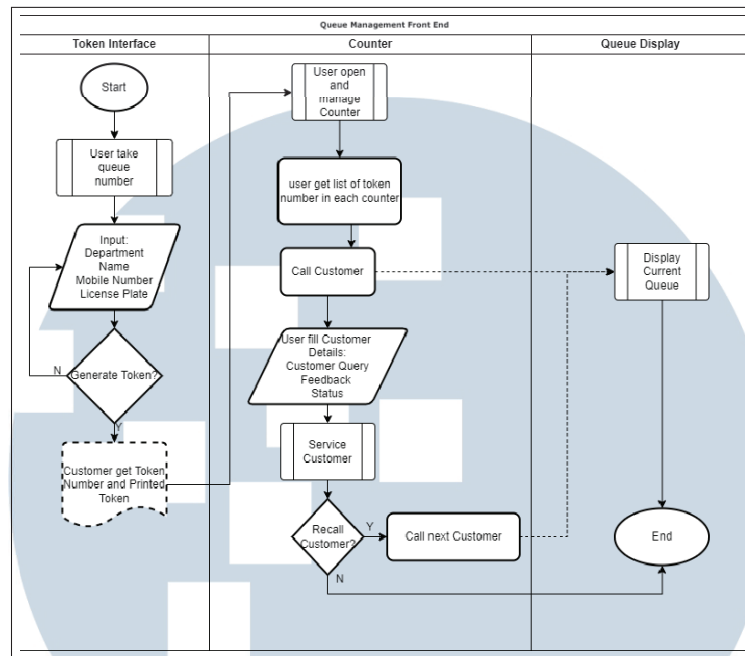 Queue Management Front End
Token Interface
Counter
Queue Display
Start
User take
queue
number
Input:
Department
Name
Mobile Number
License Plate
N
Generate Token?
Y
Customer get Token
Number and Printed
Token
User open
and
manage
Counter
user get list of token
number in each counter
Call Customer
User fill Customer
Details:
Customer Query
Feedback
Status
Service
Customer
Recall
Customer?
Y
N
Call next Customer
Display
Current
Queue
End